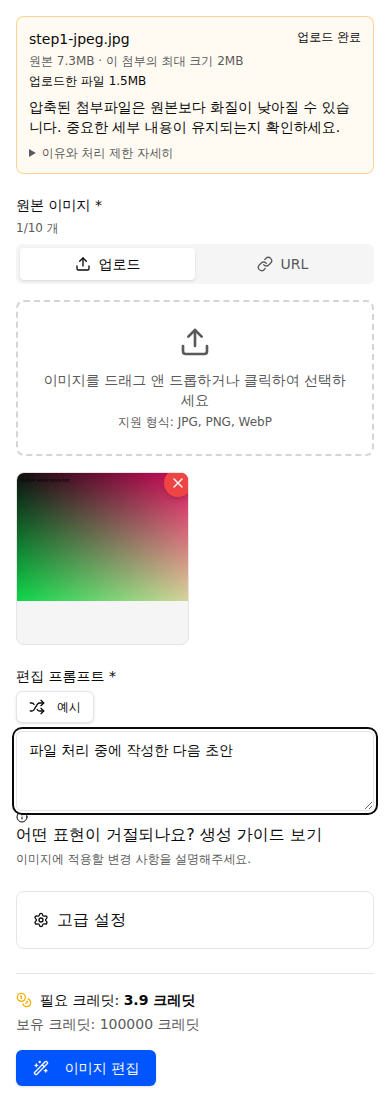 step1-jpeg.jpg
업로드 완료
원본 7.3MB · 이 첨부의 최대 크기 2MB
업로드한 파일 1.5MB
압축된 첨부파일은 원본보다 화질이 낮아질 수 있습
니다. 중요한 세부 내용이 유지되는지 확인하세요.
▶ 이유와 처리 제한 자세히
원본 이미지 *
1/10 개
업로드
URL
이미지를 드래그 앤 드롭하거나 클릭하여 선택하
세요
지원 형식: JPG, PNG, WebP
편집 프롬프트 *
예시
파일 처리 중에 작성한 다음 초안
어떤 표현이 거절되나요? 생성 가이드 보기
이미지에 적용할 변경 사항을 설명해주세요.
고급 설정
필요 크레딧: 3.9 크레딧
보유 크레딧: 100000 크레딧
이미지 편집